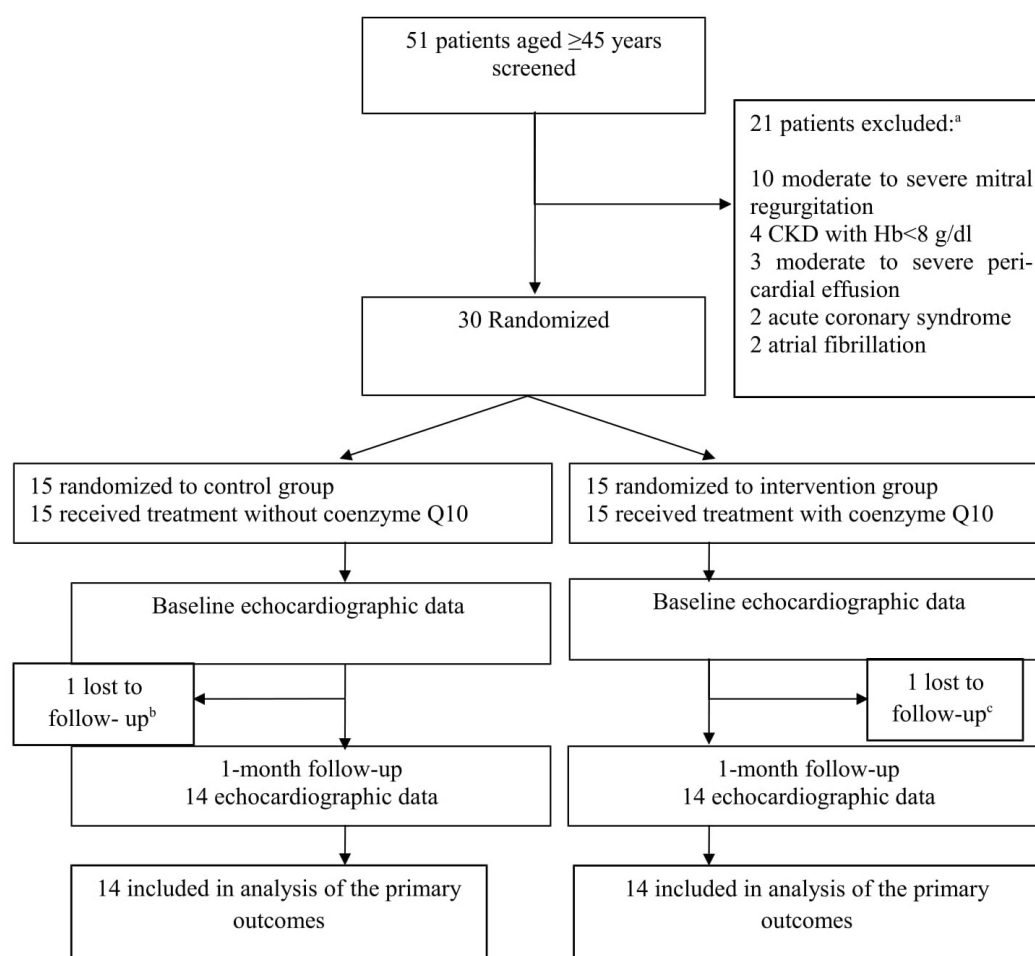 51 patients aged ≥45 years
screened
21 patients excluded:ᵃ
10 moderate to severe mitral
regurgitation
4 CKD with Hb<8 g/dl
3 moderate to severe peri-
cardial effusion
2 acute coronary syndrome
2 atrial fibrillation
30 Randomized
15 randomized to control group
15 received treatment without coenzyme Q10
15 randomized to intervention group
15 received treatment with coenzyme Q10
Baseline echocardiographic data
Baseline echocardiographic data
1 lost to
follow- upᵇ
1 lost to
follow-upᶜ
1-month follow-up
14 echocardiographic data
1-month follow-up
14 echocardiographic data
14 included in analysis of the primary
outcomes
14 included in analysis of the primary
outcomes